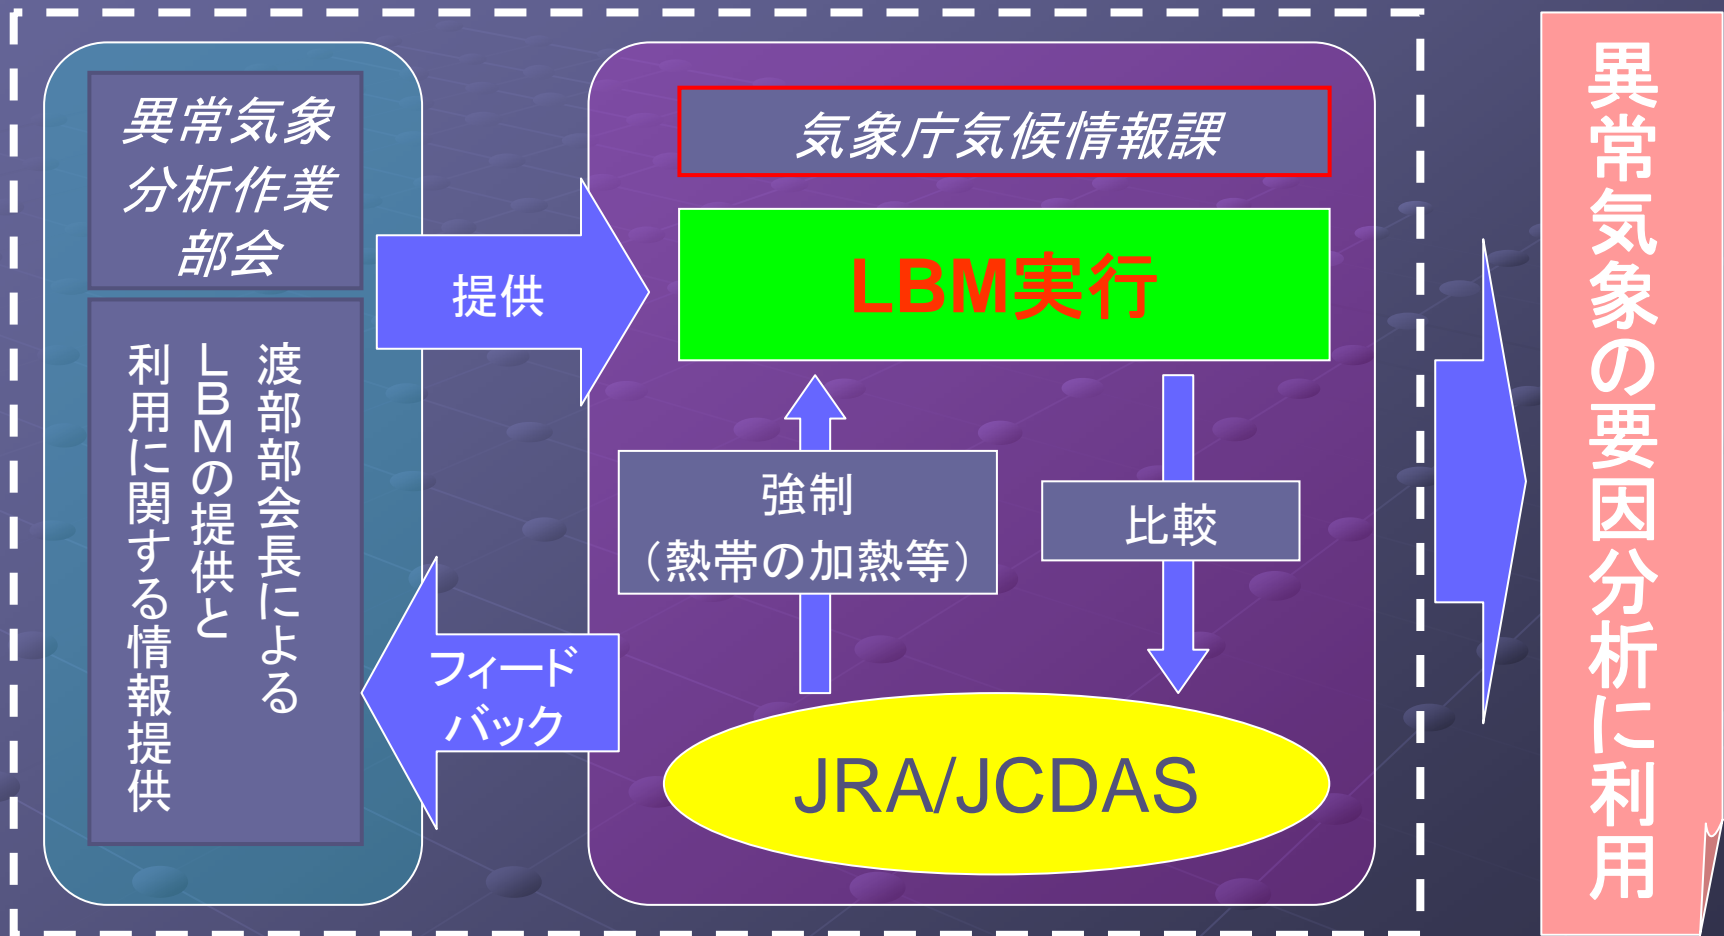 異常気象
分析作業
部会
渡部部会長による
ＬＢＭの提供と
利用に関する情報提供
提供
フィード
バック
気象庁気候情報課
LBM実行
強制
（熱帯の加熱等）
比較
JRA/JCDAS
異常気象の要因分析に利用